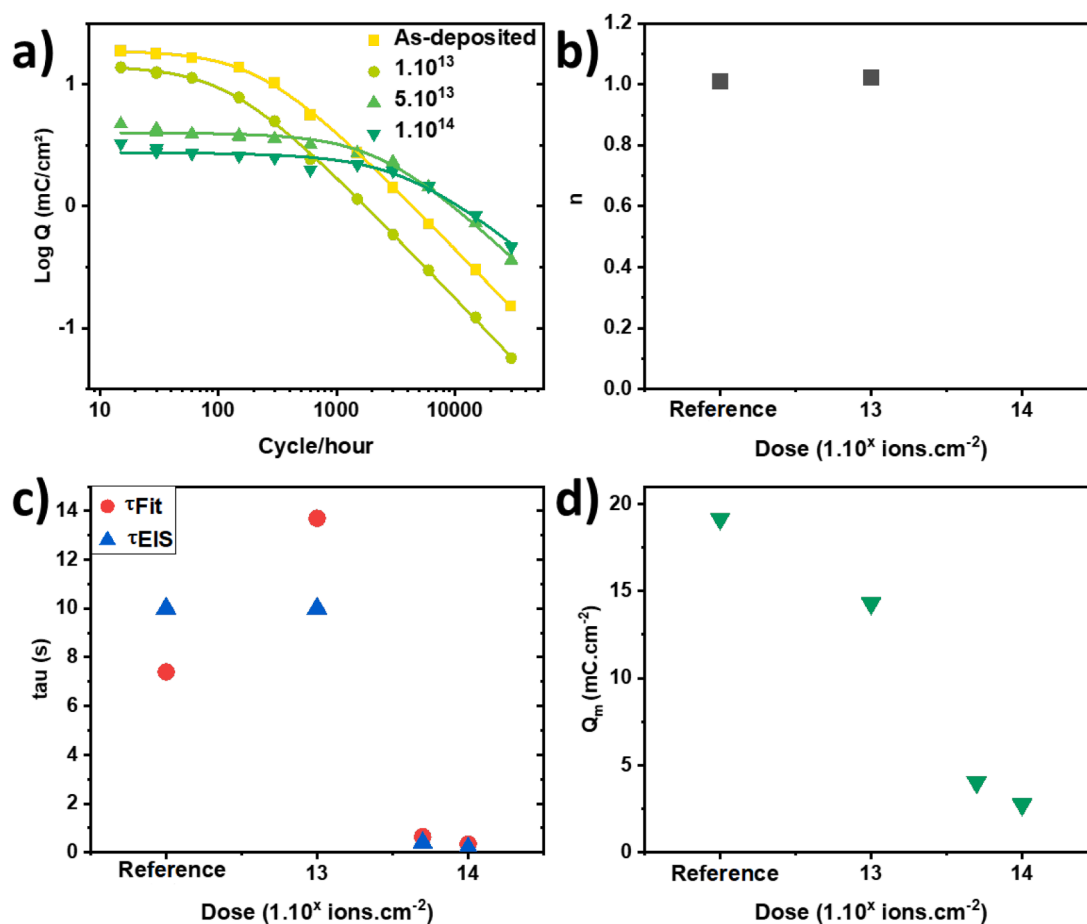 a)
1
0
-1
10
100
1000
10000
Log Q (mC/cm²)
Cycle/hour
As-deposited
1.10¹³
5.10¹³
1.10¹⁴
b)
1.2
1.0
0.8
0.6
0.4
0.2
0.0
n
Reference
13
14
Dose (1.10ˣ ions.cm⁻²)
c)
τFit
τEIS
14
12
10
8
6
4
2
0
tau (s)
Reference
13
14
Dose (1.10ˣ ions.cm⁻²)
d)
20
15
10
5
0
Qₘ (mC.cm⁻²)
Reference
13
14
Dose (1.10ˣ ions.cm⁻²)